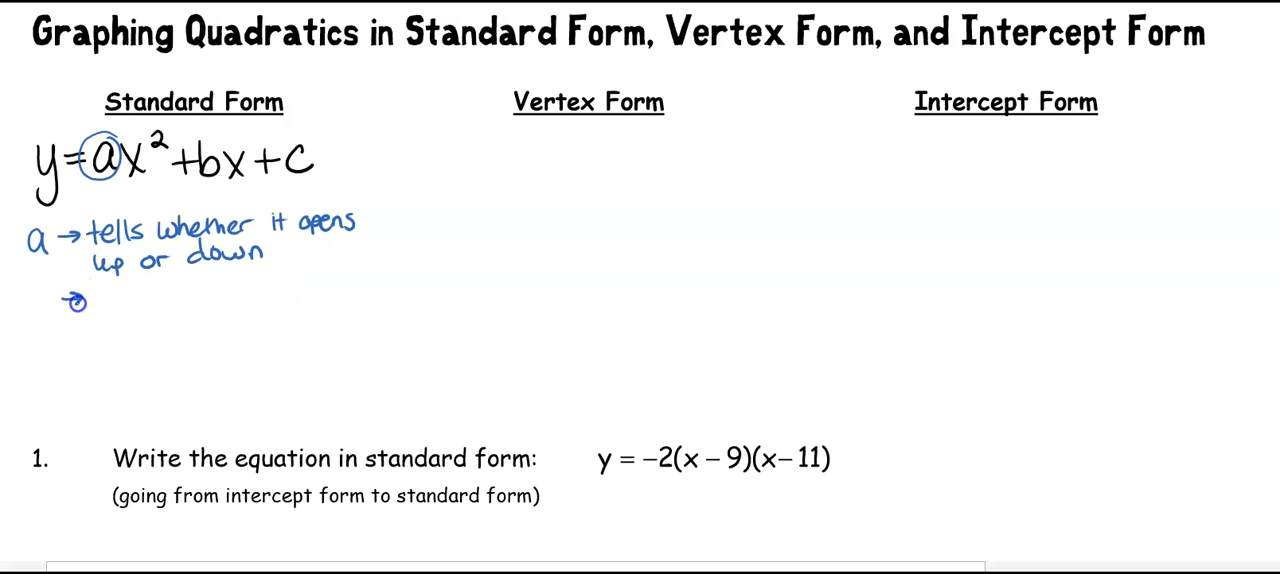 Graphing Quadratics in Standard Form, Vertex Form, and Intercept Form
Standard Form Vertex Form Intercept Form
y=ax²+bx+c
a → tells whether it opens
up or down
→
1. Write the equation in standard form: y = −2(x − 9)(x− 11)
(going from intercept form to standard form)